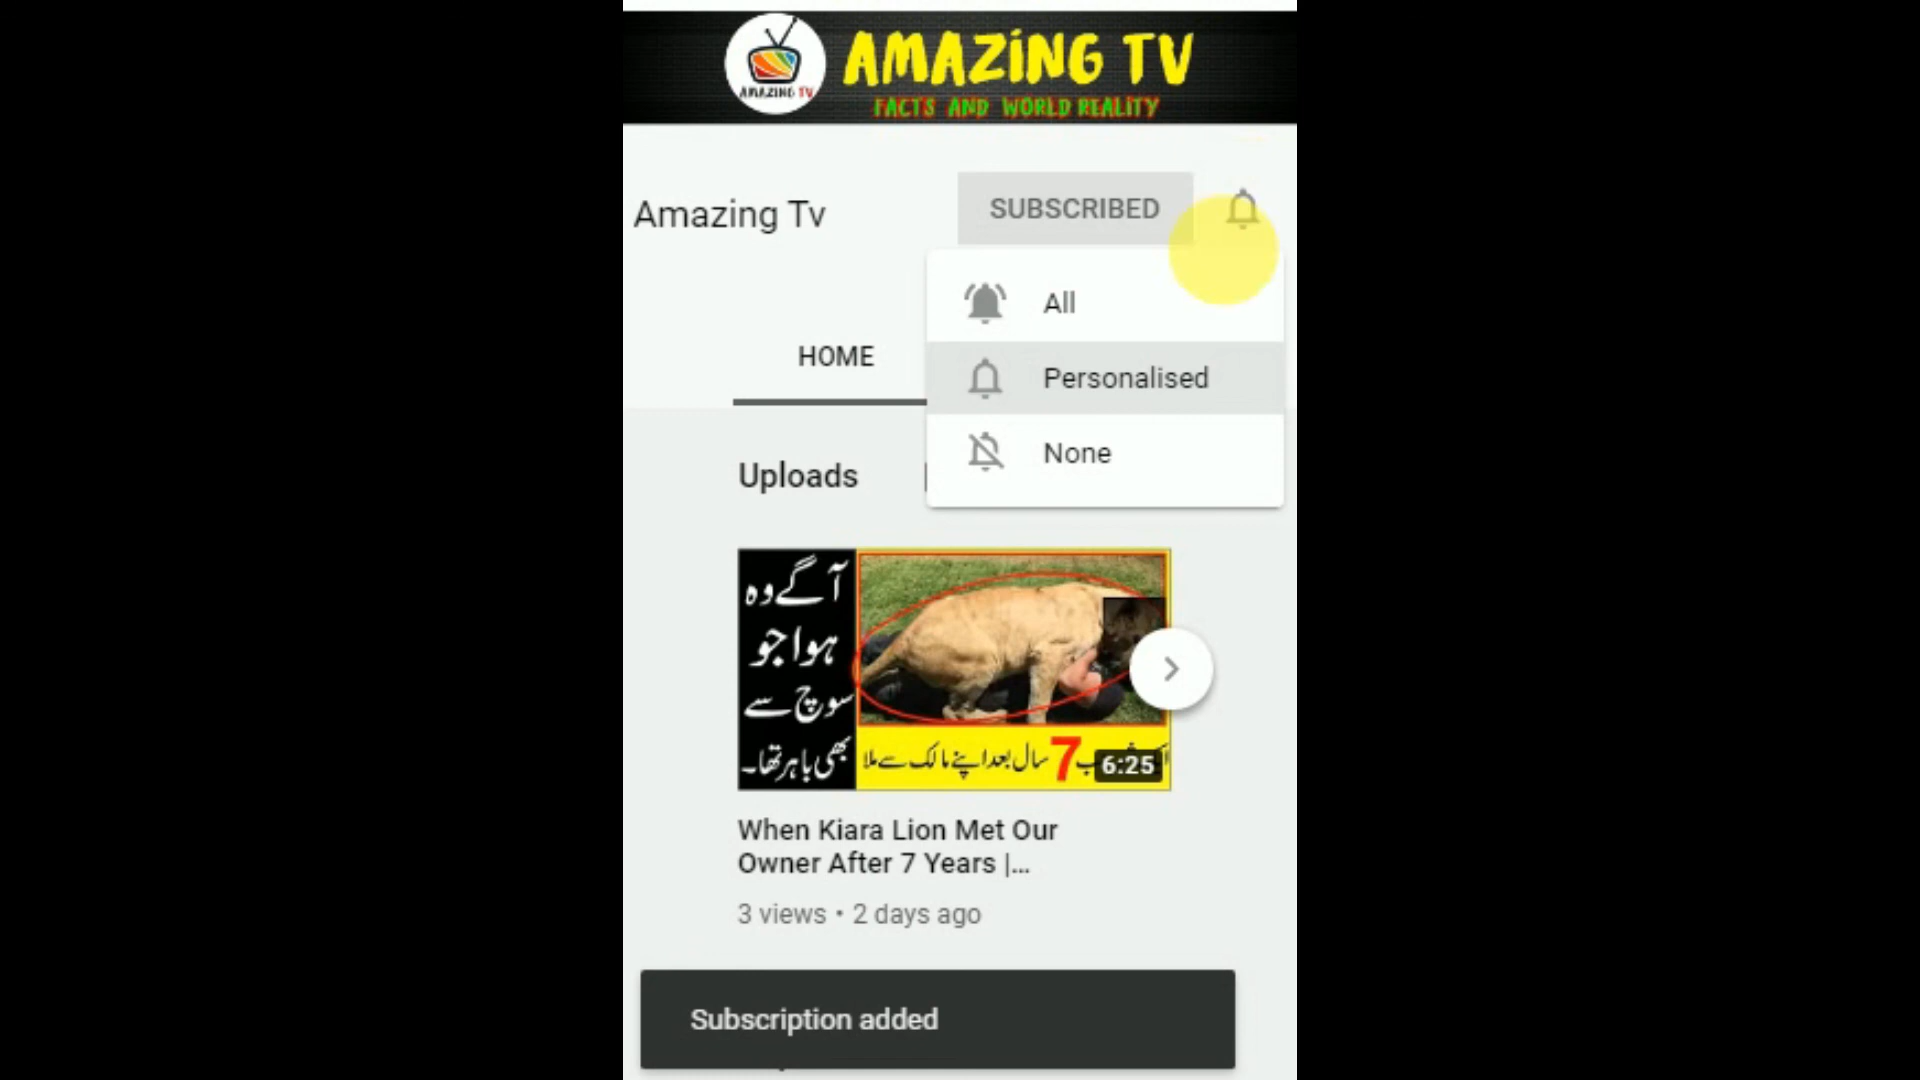 AMAZING TV
AMAZiNG TV
FACTS AND WORLD REALITY
Amazing Tv
SUBSCRIBED
All
Personalised
None
HOME
Uploads
آگے وہ
ہوا جو
سوچ سے
بھی باہر تھا۔
7 سال بعد اپنے مالک سے ملا
6:25
When Kiara Lion Met Our
Owner After 7 Years |...
3 views • 2 days ago
Subscription added